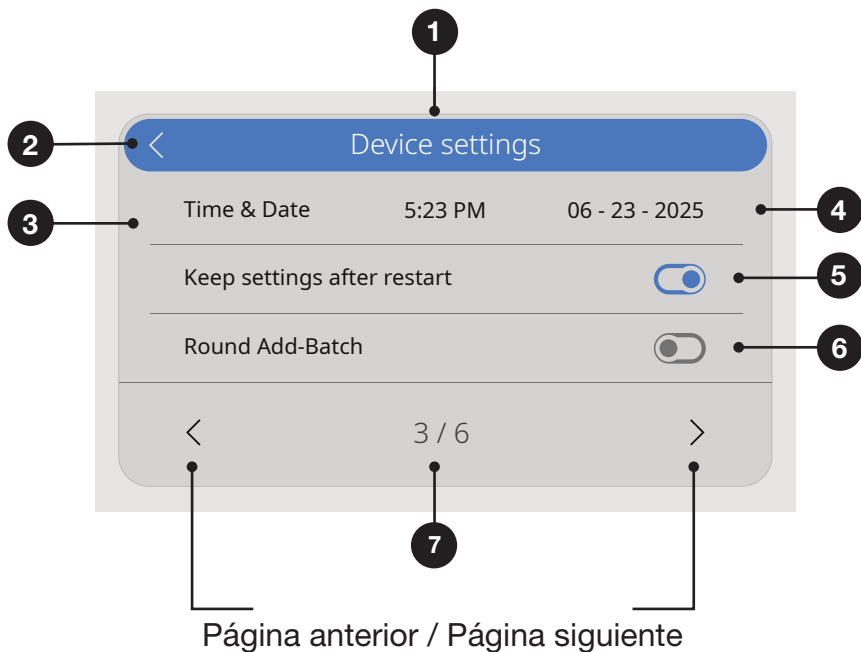 1
2
Device settings
3
Time & Date 5:23 PM 06 - 23 - 2025
4
Keep settings after restart
5
Round Add-Batch
6
3 / 6
7
Página anterior / Página siguiente